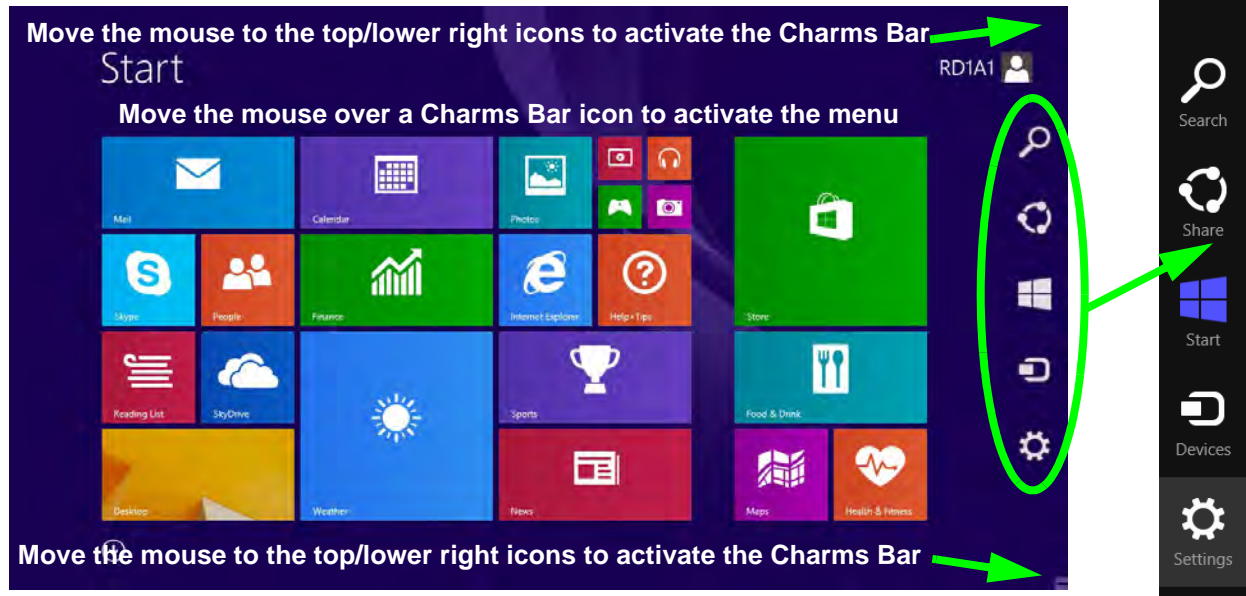 Move the mouse to the top/lower right icons to activate the Charms Bar
Start
RD1A1
Move the mouse over a Charms Bar icon to activate the menu
Mail
Calendar
Photos
Skype
People
Finance
Internet Explorer
Help+Tips
Store
Reading List
SkyDrive
Sports
Food & Drink
Desktop
Weather
News
Maps
Health & Fitness
Move the mouse to the top/lower right icons to activate the Charms Bar
Search
Share
Start
Devices
Settings